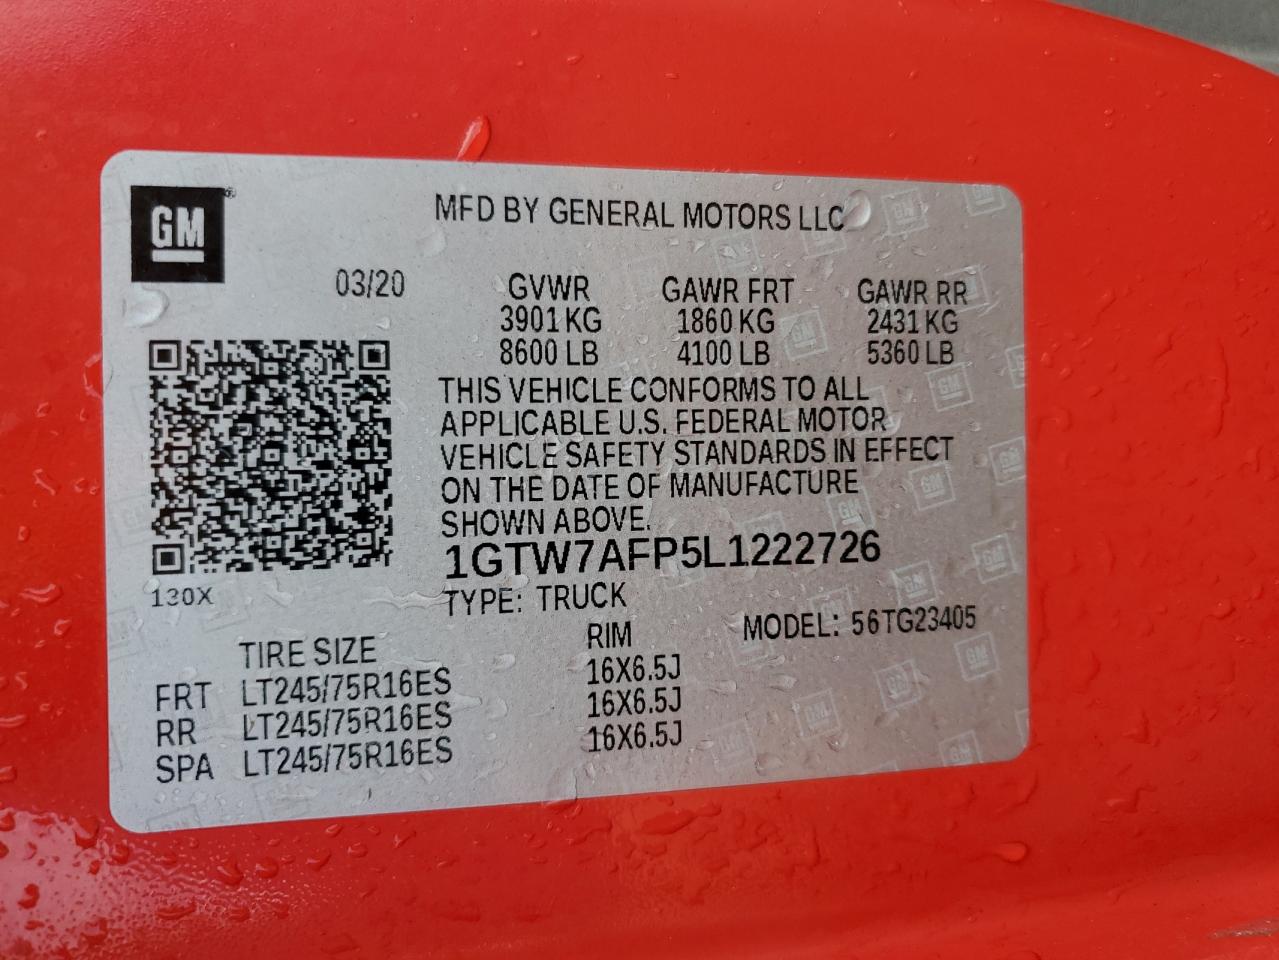 GM
MFD BY GENERAL MOTORS LLC
03/20
GVWR GAWR FRT GAWR RR
3901 KG 1860 KG 2431 KG
8600 LB 4100 LB 5360 LB
THIS VEHICLE CONFORMS TO ALL
APPLICABLE U.S. FEDERAL MOTOR
VEHICLE SAFETY STANDARDS IN EFFECT
ON THE DATE OF MANUFACTURE
SHOWN ABOVE.
1GTW7AFP5L1222726
130X
TYPE: TRUCK
MODEL: 56TG23405
TIRE SIZE RIM
FRT LT245/75R16ES 16X6.5J
RR LT245/75R16ES 16X6.5J
SPA LT245/75R16ES 16X6.5J